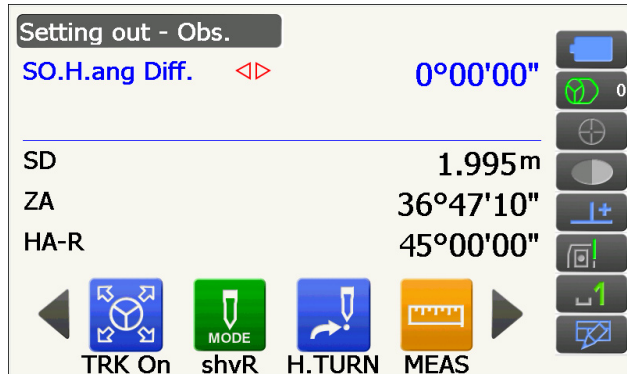 Setting out - Obs.
SO.H.ang Diff. ◁▷ 0°00'00"
0
SD 1.995m
ZA 36°47'10"
HA-R 45°00'00"
1
MODE
TRK On shvR H.TURN MEAS